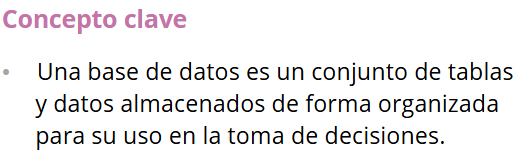 Concepto clave
• Una base de datos es un conjunto de tablas
y datos almacenados de forma organizada
para su uso en la toma de decisiones.